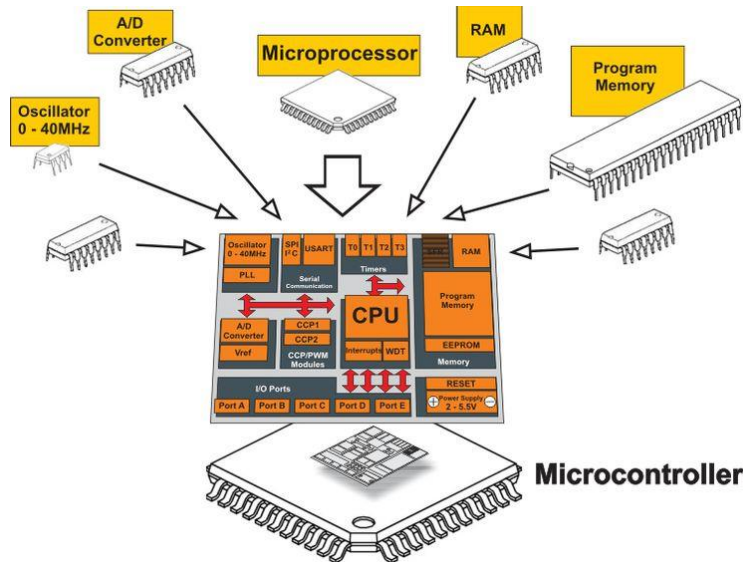 A/D
Converter
Microprocessor
RAM
Program
Memory
Oscillator
0 - 40MHz
Oscillator
0 - 40MHz
PLL
SPI
I²C
USART
Serial
Communication
T0 T1 T2 T3
Timers
RAM
Program
Memory
EEPROM
Memory
A/D
Converter
Vref
CCP1
CCP2
CCP/PWM
Modules
CPU
Interrupts WDT
I/O Ports
Port A Port B Port C Port D Port E
RESET
Power Supply
2 - 5.5V
Microcontroller